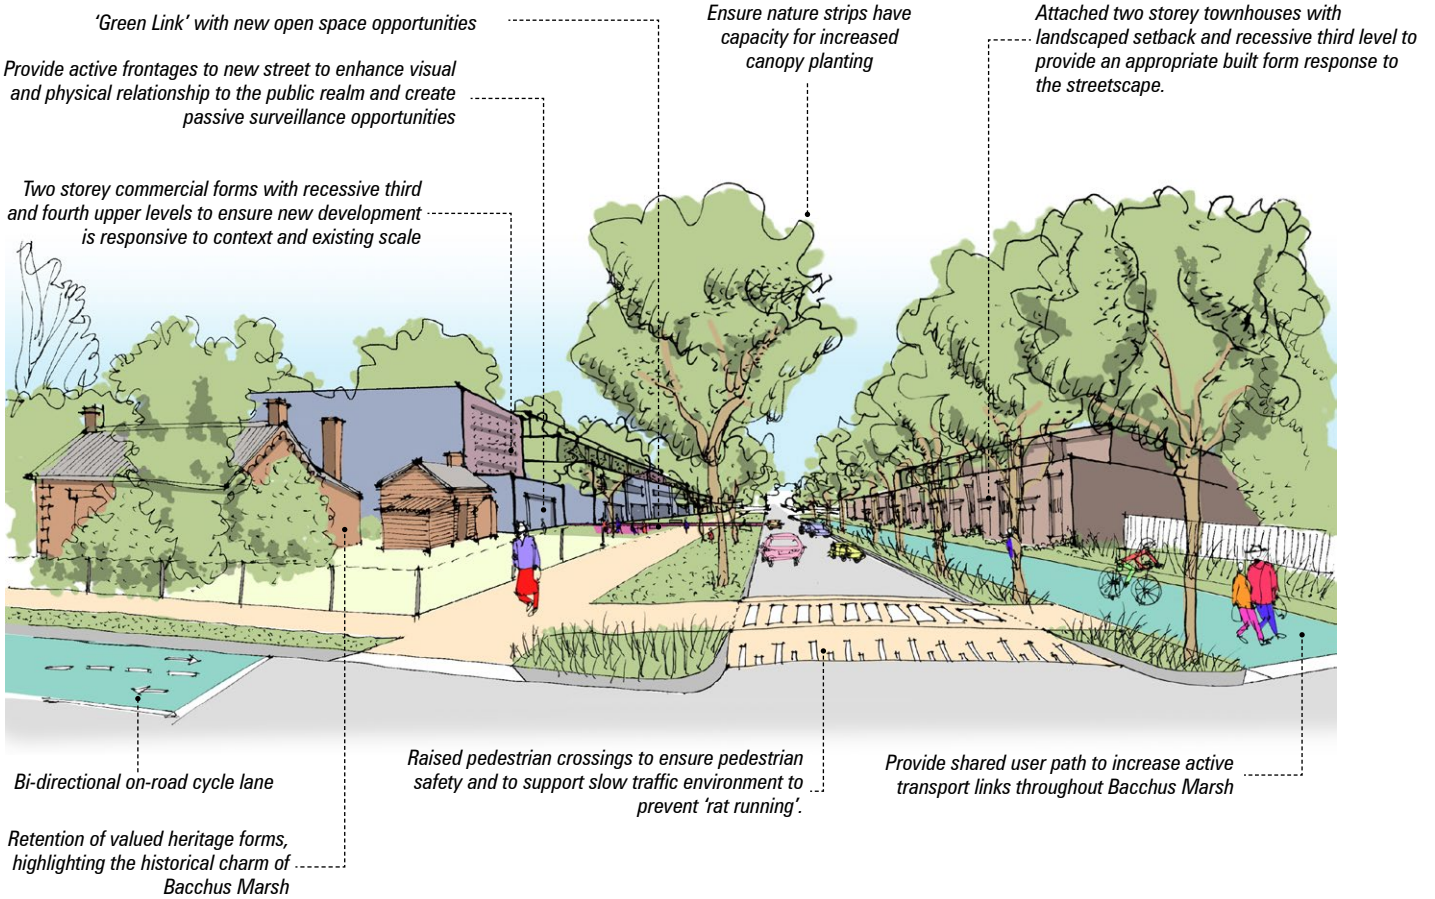 ‘Green Link’ with new open space opportunities
Provide active frontages to new street to enhance visual
and physical relationship to the public realm and create
passive surveillance opportunities
Two storey commercial forms with recessive third
and fourth upper levels to ensure new development
is responsive to context and existing scale
Ensure nature strips have
capacity for increased
canopy planting
Attached two storey townhouses with
landscaped setback and recessive third level to
provide an appropriate built form response to
the streetscape.
Bi-directional on-road cycle lane
Retention of valued heritage forms,
highlighting the historical charm of
Bacchus Marsh
Raised pedestrian crossings to ensure pedestrian
safety and to support slow traffic environment to
prevent ‘rat running’.
Provide shared user path to increase active
transport links throughout Bacchus Marsh